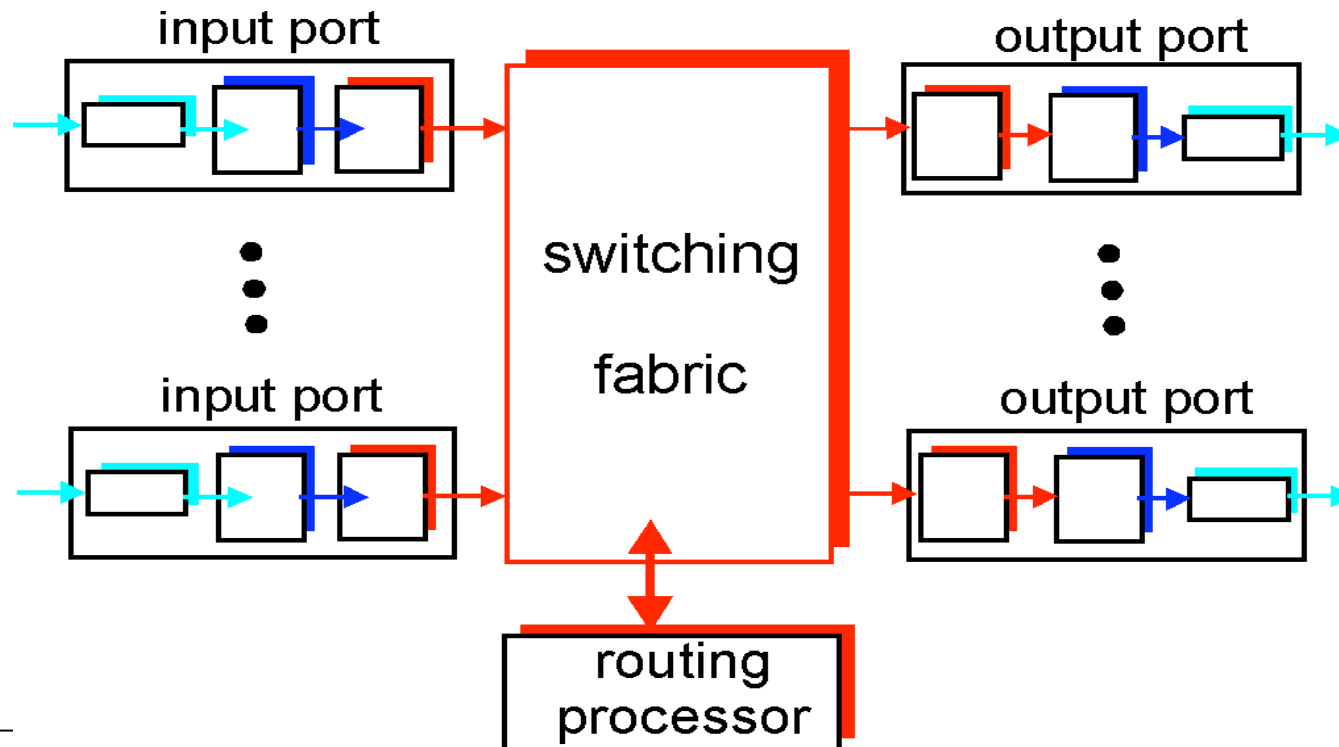 input port
output port
switching
fabric
input port
output port
routing
processor